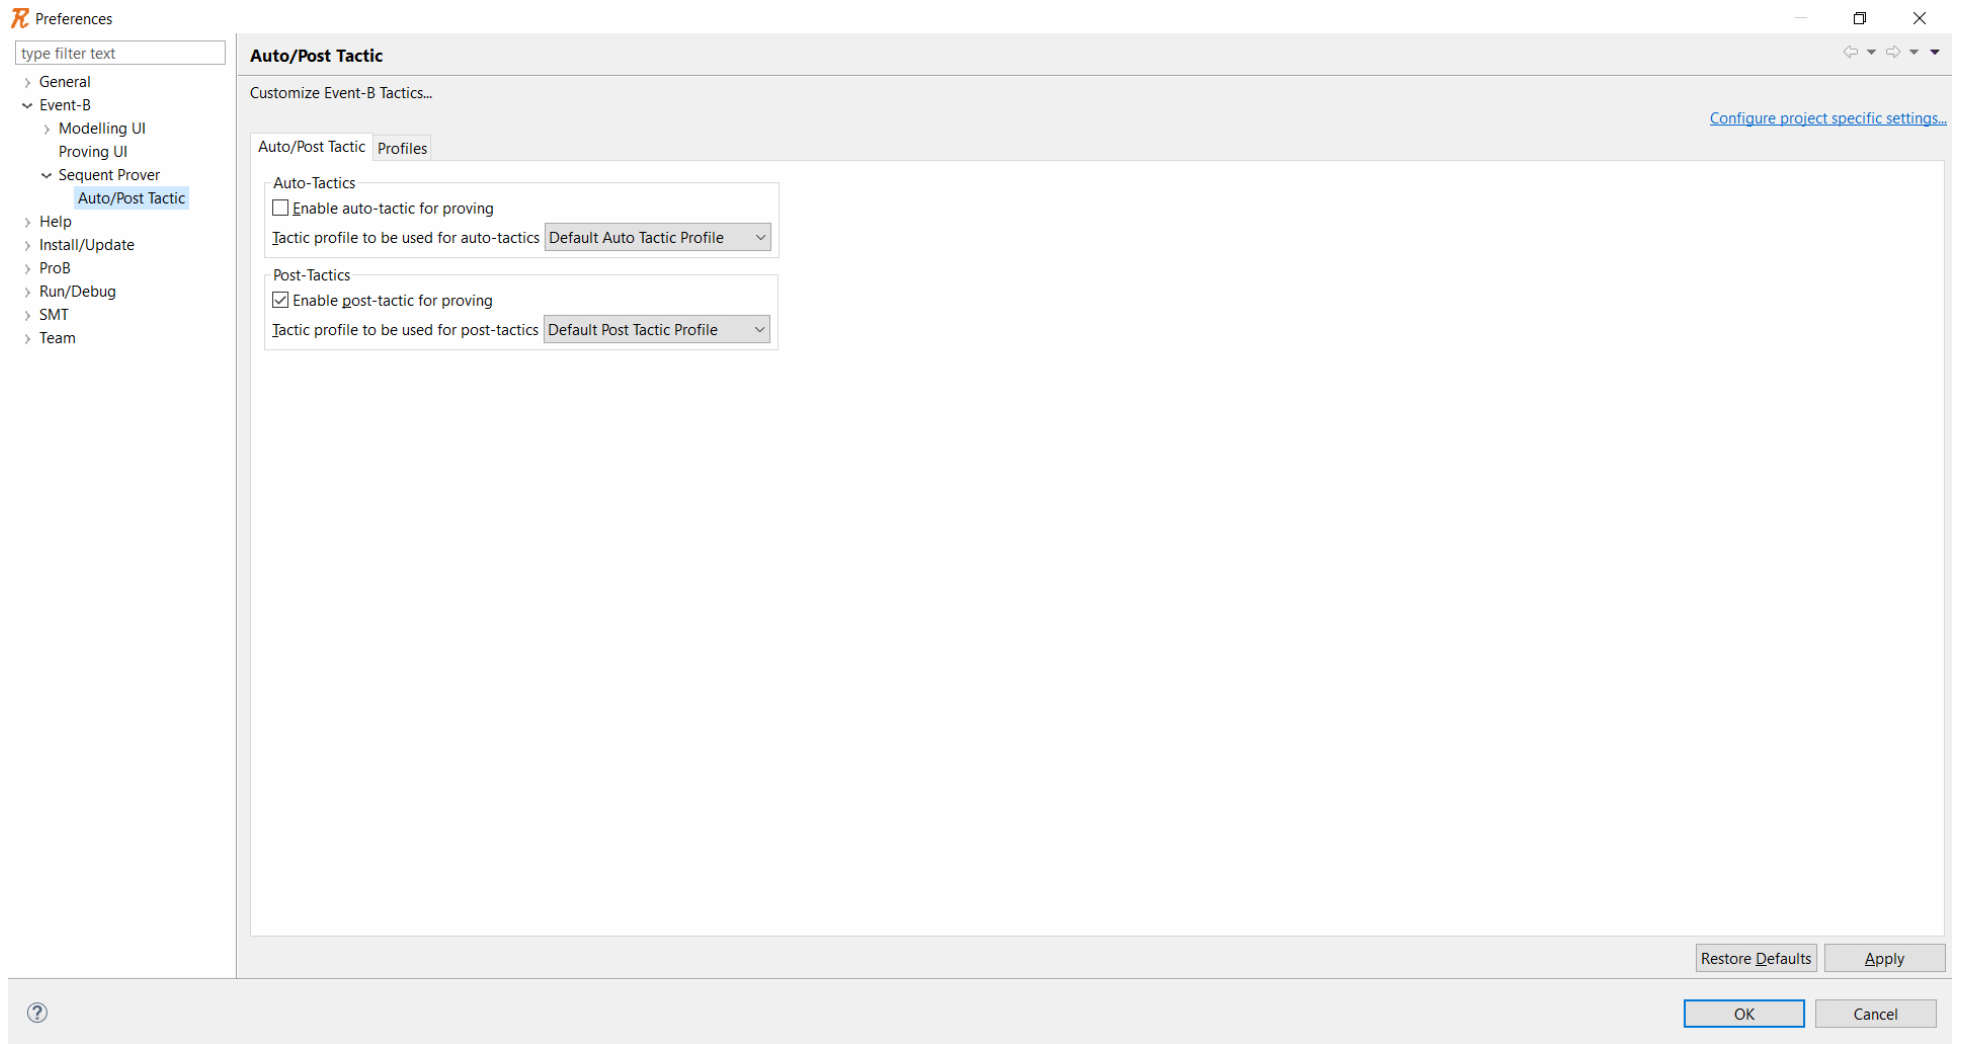 Preferences
type filter text
General
Event-B
Modelling UI
Proving UI
Sequent Prover
Auto/Post Tactic
Help
Install/Update
ProB
Run/Debug
SMT
Team
Auto/Post Tactic
Customize Event-B Tactics...
Configure project specific settings...
Auto/Post Tactic Profiles
Auto-Tactics
Enable auto-tactic for proving
Tactic profile to be used for auto-tactics Default Auto Tactic Profile
Post-Tactics
Enable post-tactic for proving
Tactic profile to be used for post-tactics Default Post Tactic Profile
Restore Defaults Apply
OK Cancel